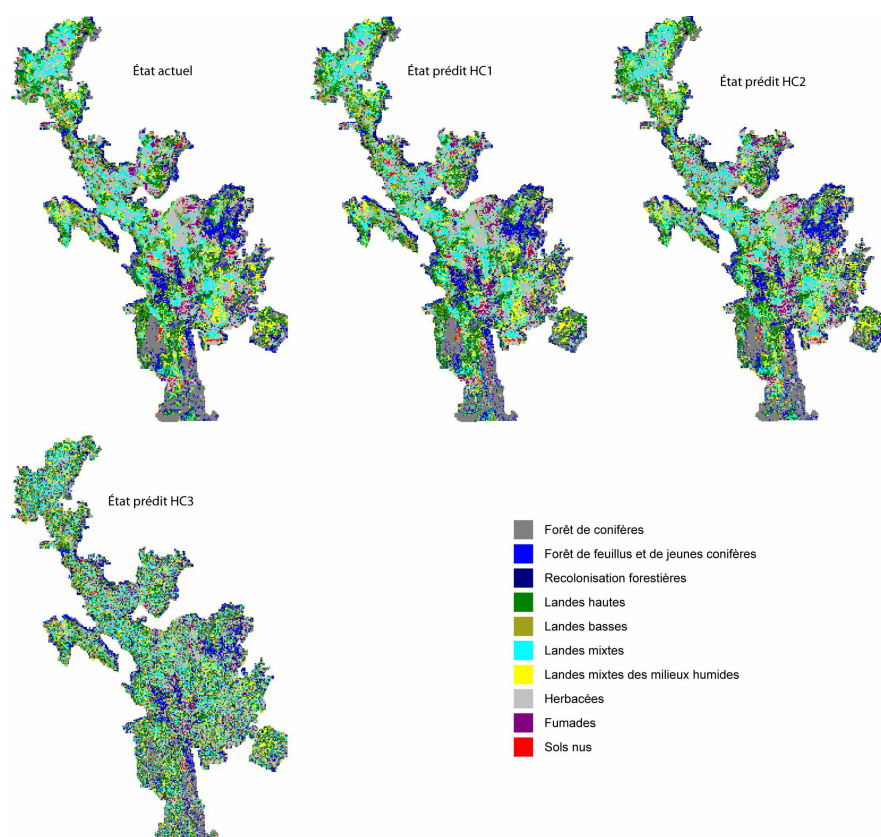 État actuel
État prédit HC1
État prédit HC2
État prédit HC3
Forêt de conifères
Forêt de feuillus et de jeunes conifères
Recolonisation forestières
Landes hautes
Landes basses
Landes mixtes
Landes mixtes des milieux humides
Herbacées
Fumades
Sols nus